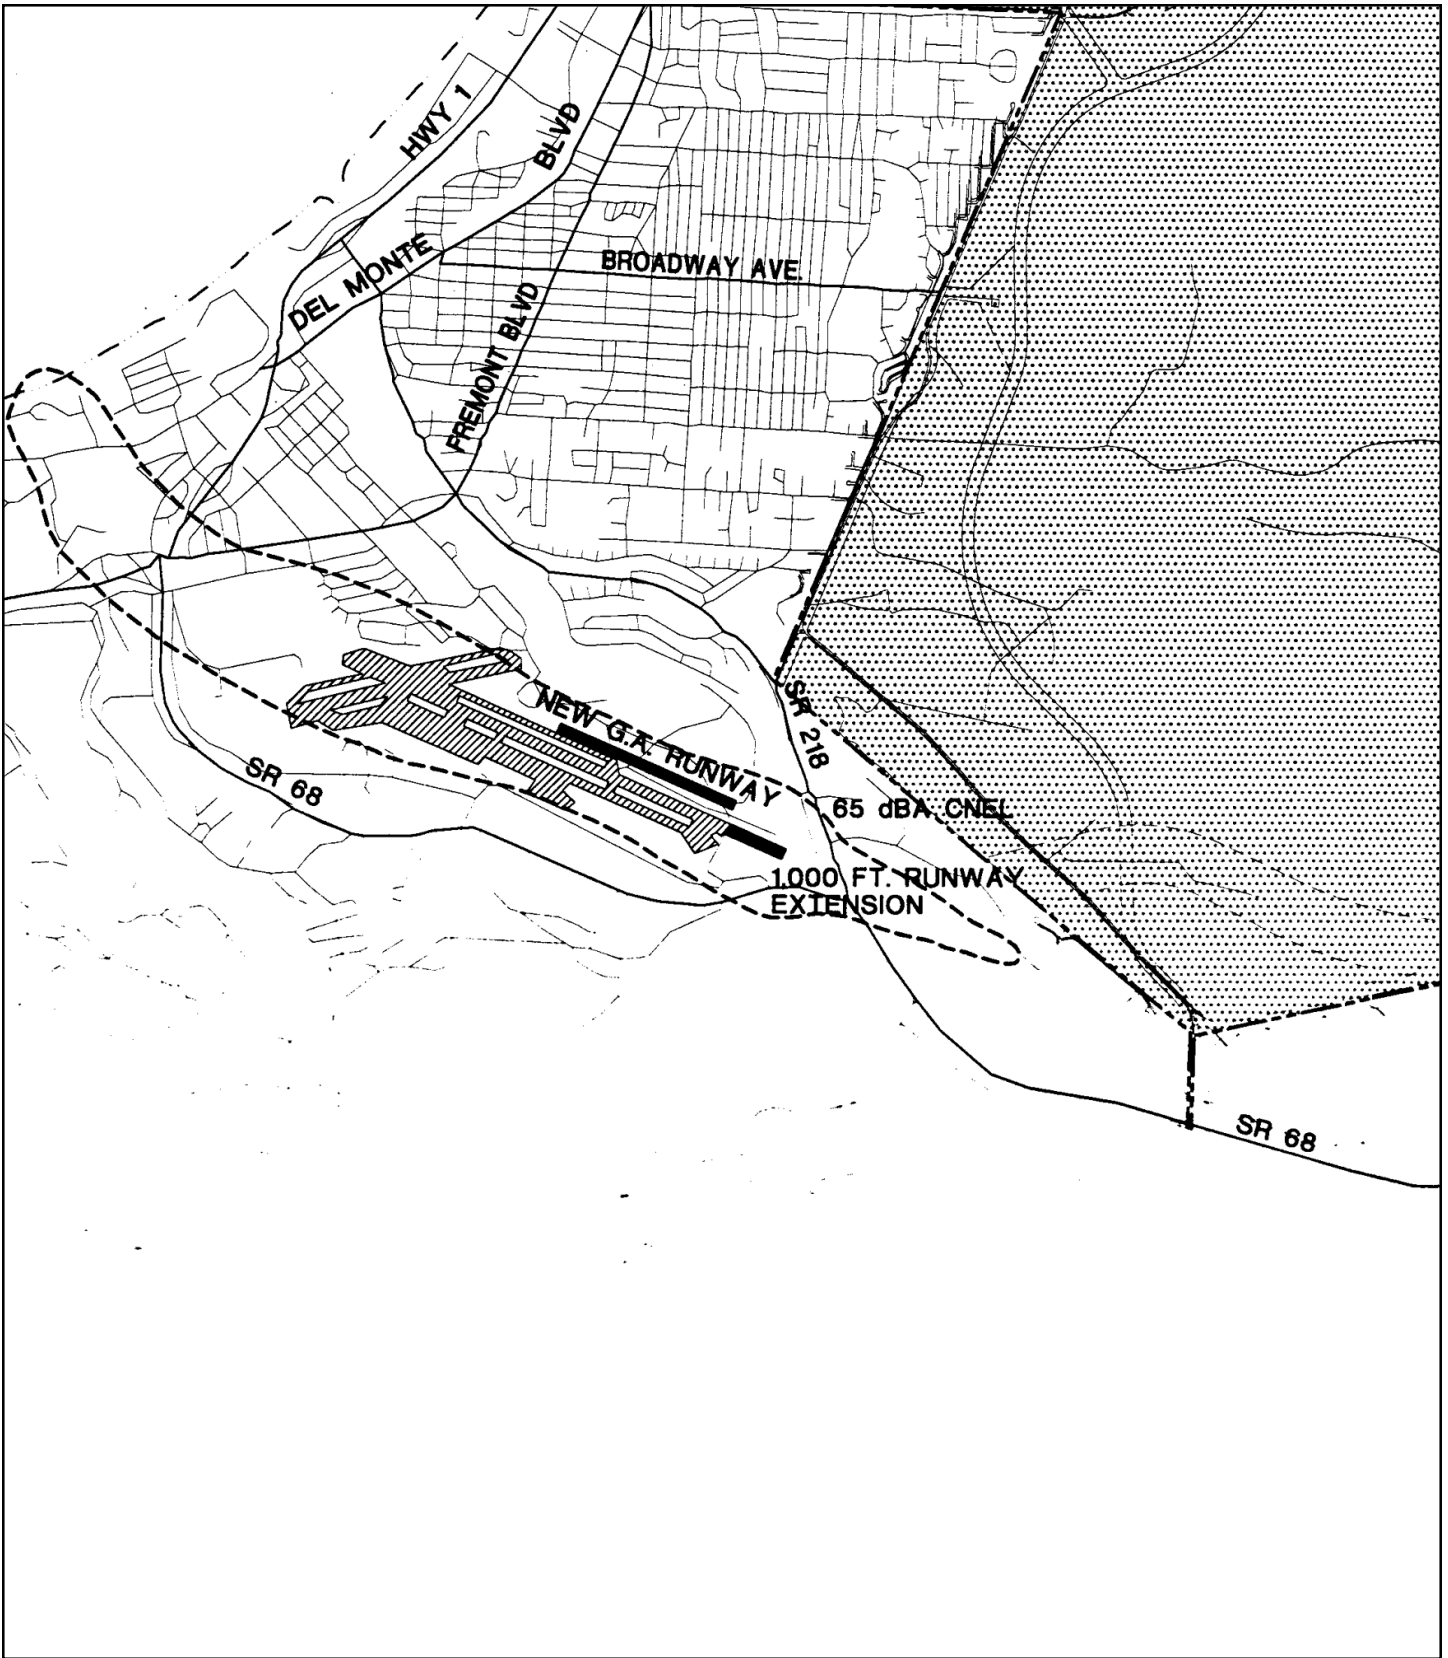 HWY 1
BLVD
DEL MONTE
BROADWAY AVE.
FREMONT BLVD
NEW G.A. RUNWAY
SR 218
SR 68
65 dBA CNEL
1,000 FT. RUNWAY
EXTENSION
SR 68